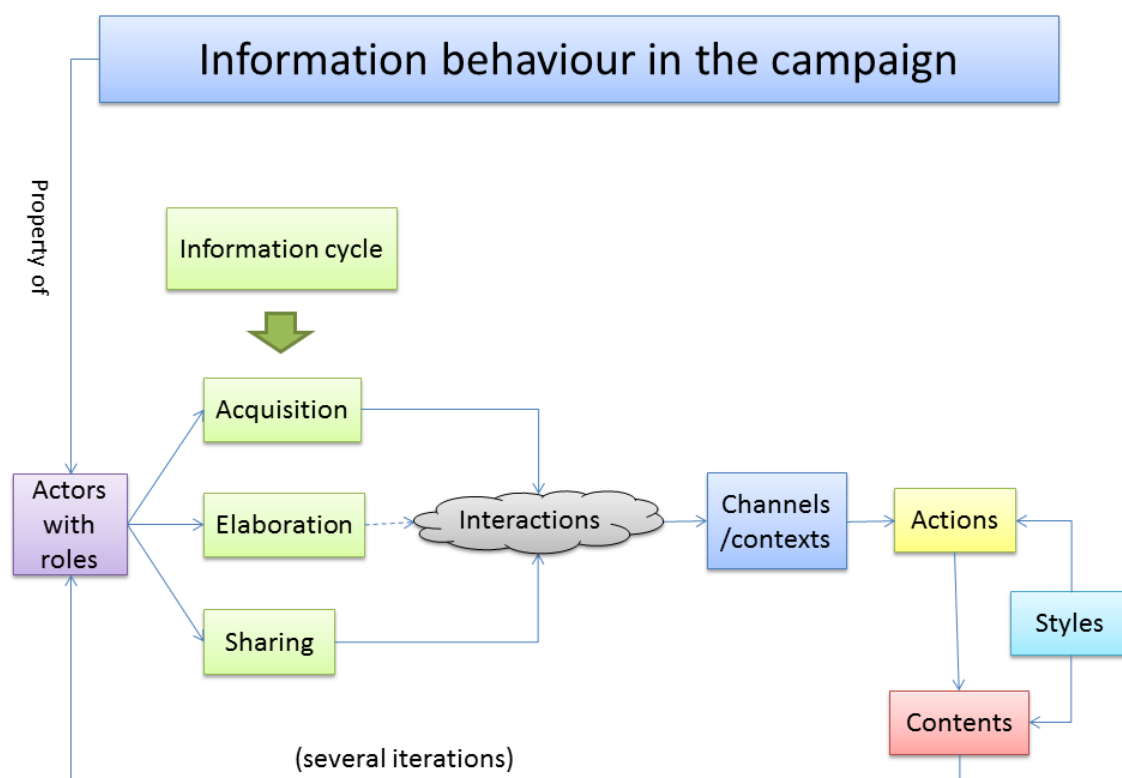 Information behaviour in the campaign
Property of
Information cycle
Acquisition
Actors
with
roles
Elaboration
Interactions
Channels
/contexts
Actions
Sharing
Styles
Contents
(several iterations)